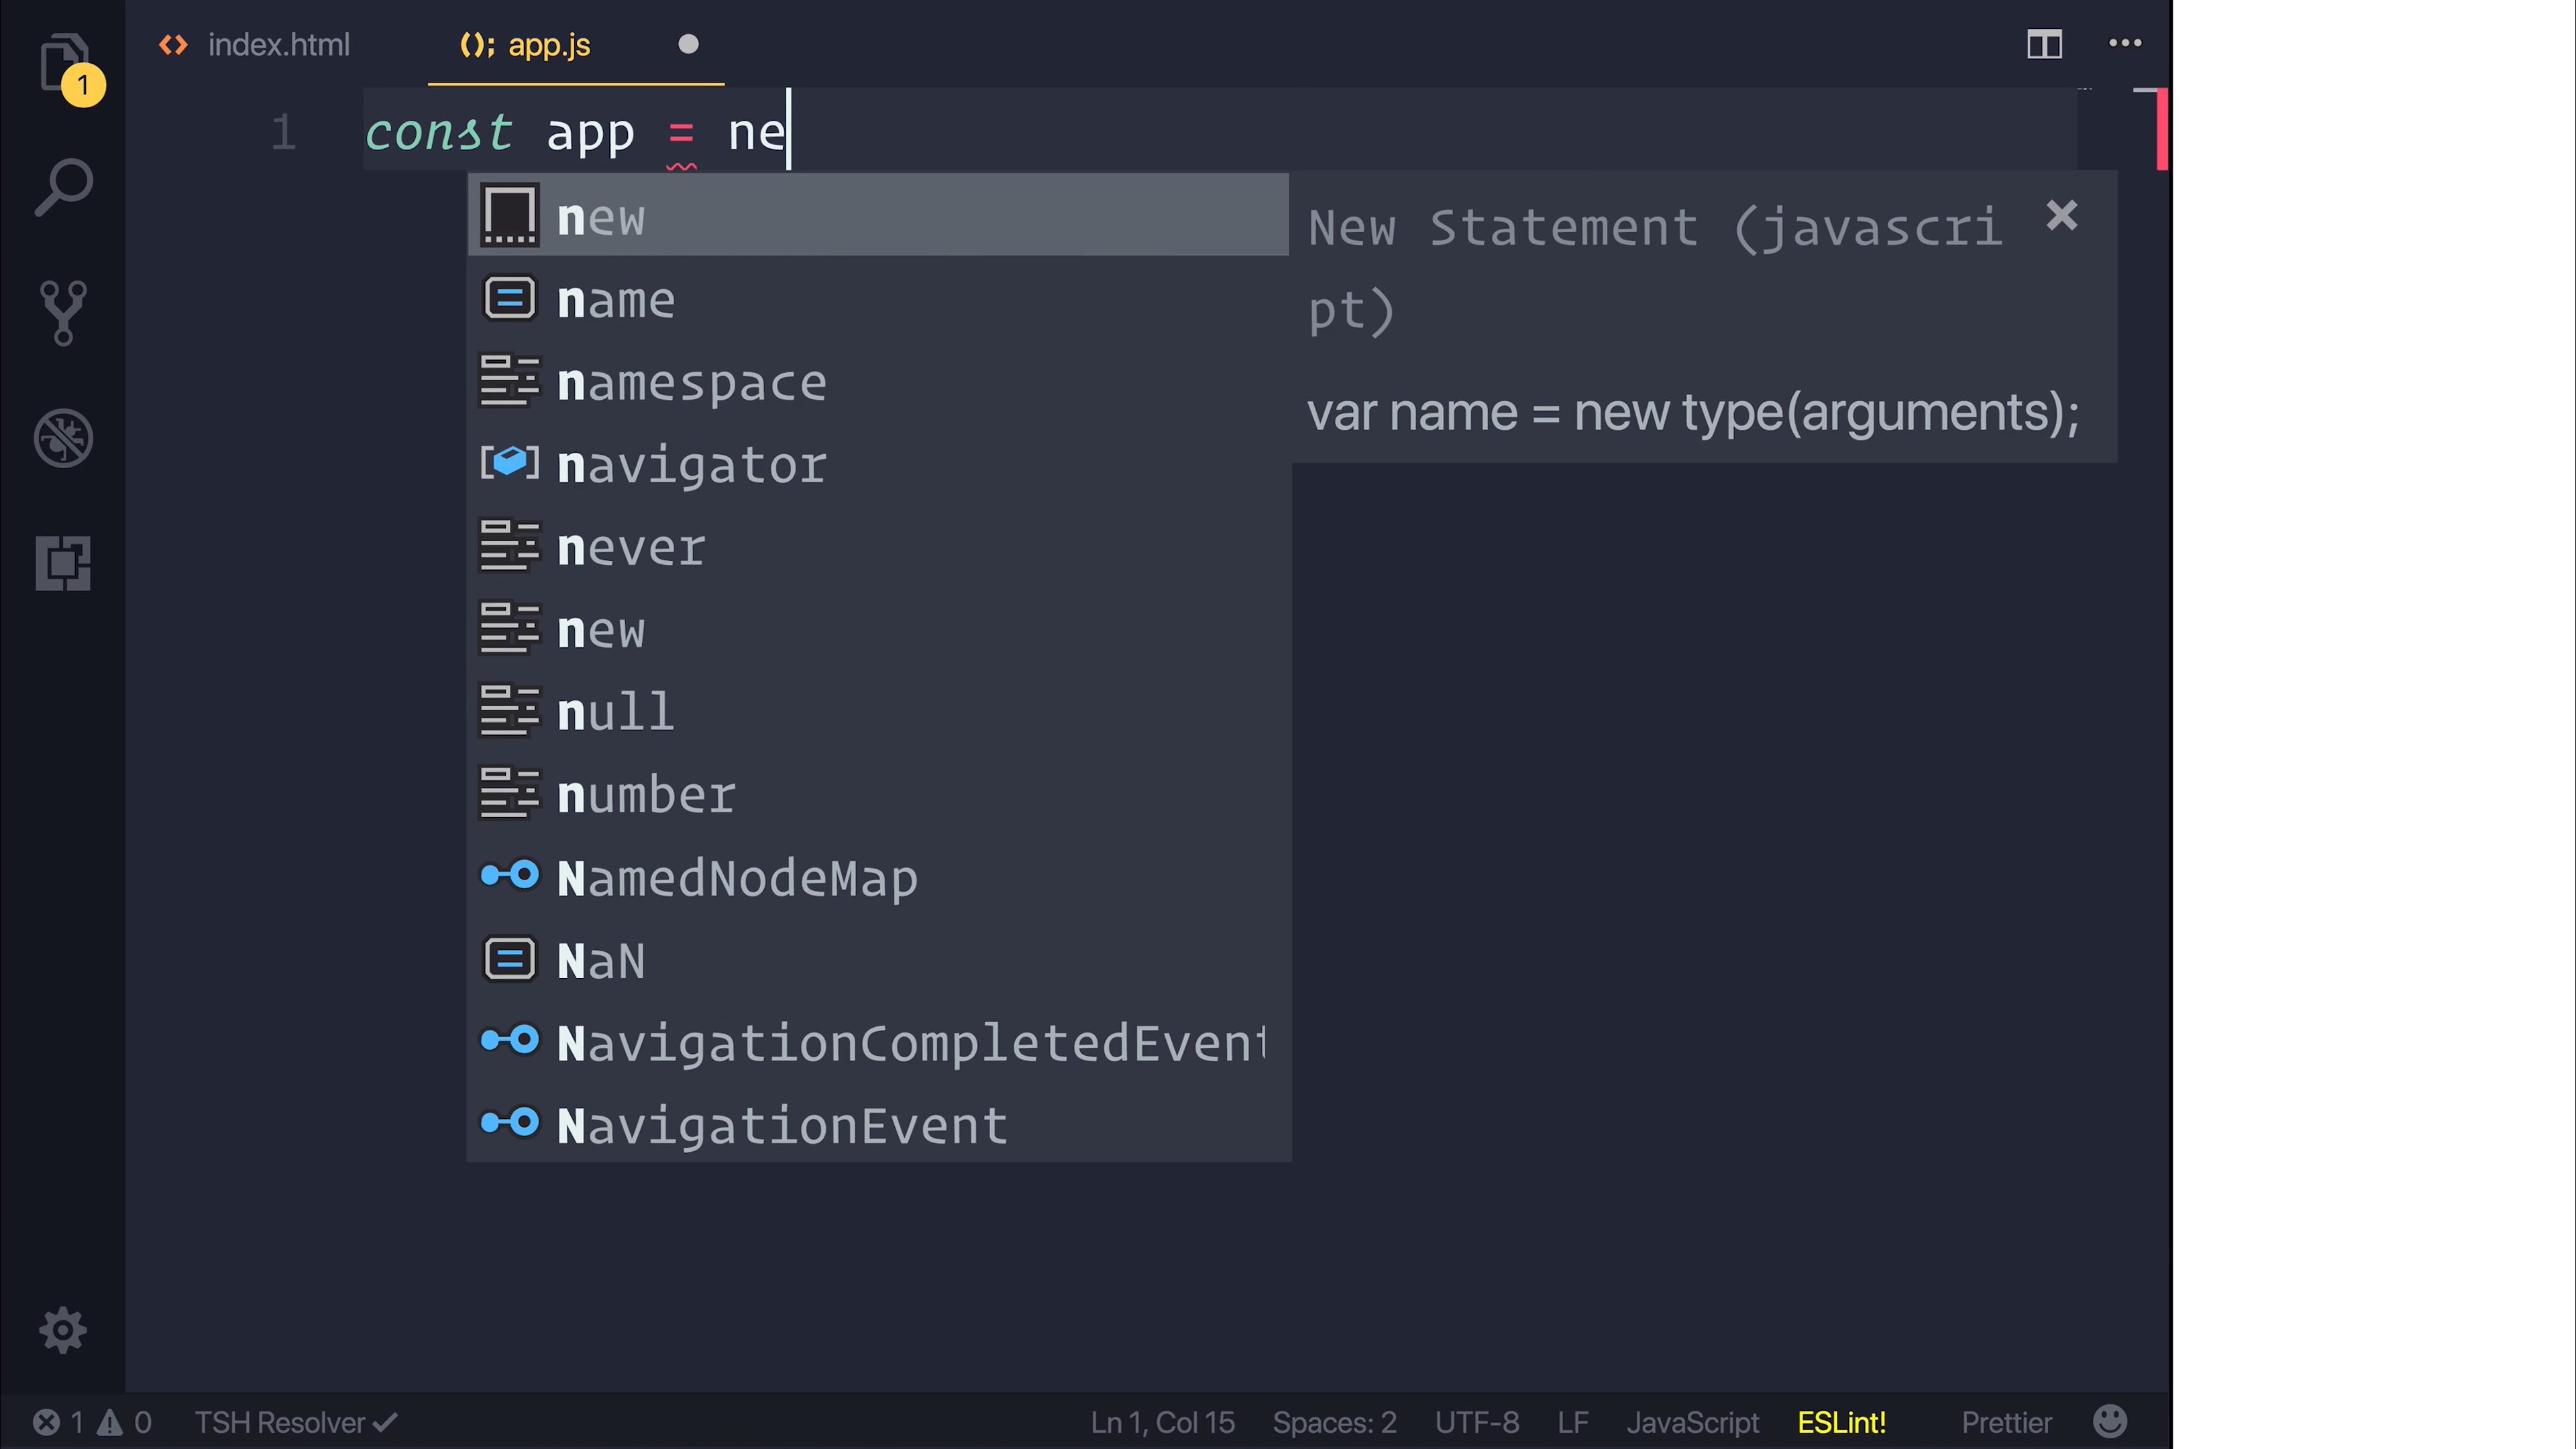 index.html
(); app.js
1
1 const app = ne
new
name
namespace
navigator
never
new
null
number
NamedNodeMap
NaN
NavigationCompletedEvent
NavigationEvent
New Statement (javascri
pt)
var name = new type(arguments);
1 0 TSH Resolver Ln 1, Col 15 Spaces: 2 UTF-8 LF JavaScript ESLint! Prettier